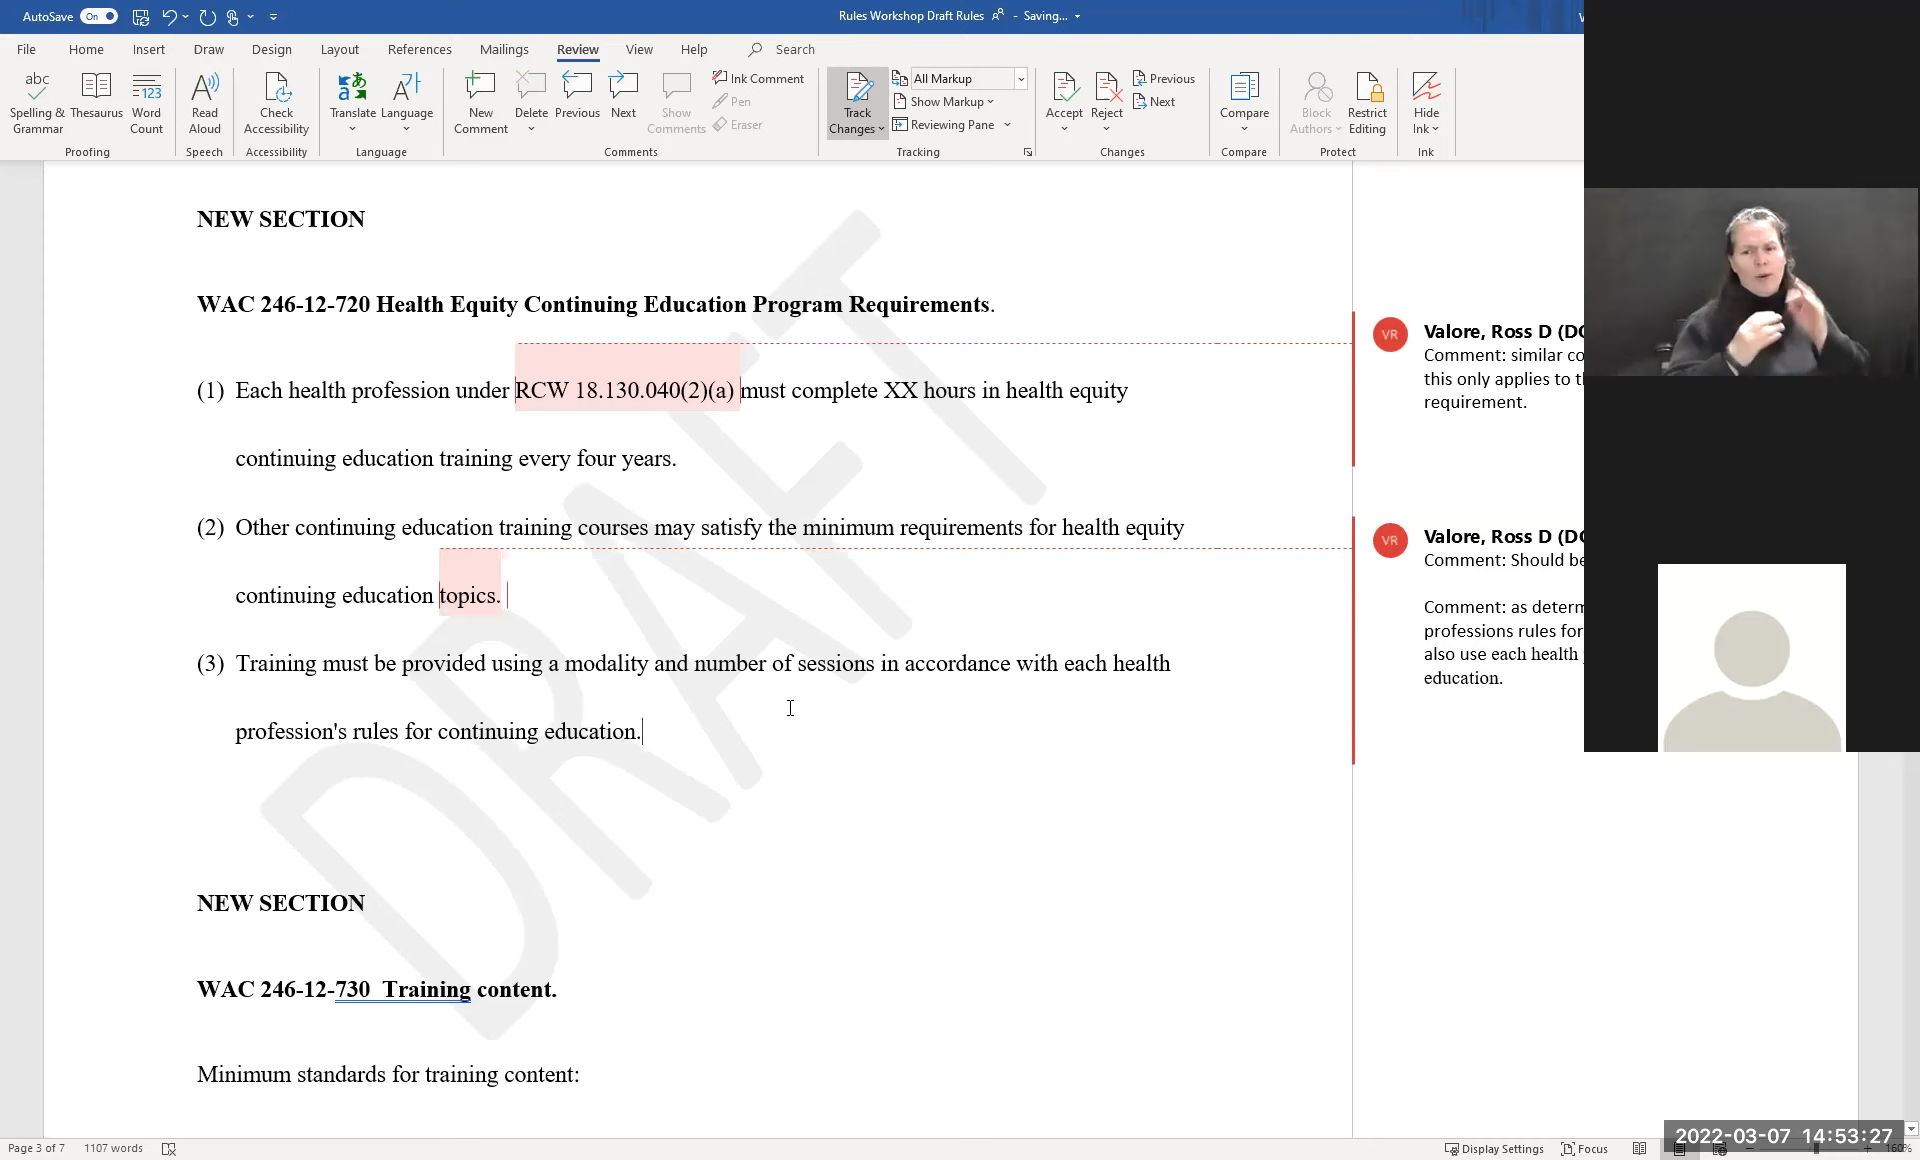 AutoSave On Rules Workshop Draft Rules - Saving...
File Home Insert Draw Design Layout References Mailings Review View Help Search
abc Spelling & Grammar Thesaurus 123 Word Count Read Aloud Check Accessibility Translate Language New Comment Delete Previous Next Show Comments Ink Comment Pen Eraser Track Changes All Markup Show Markup Reviewing Pane Accept Reject Previous Next Compare Block Authors Restrict Editing Hide Ink
Proofing Speech Accessibility Language Comments Tracking Changes Compare Protect Ink
DRAFT
NEW SECTION
WAC 246-12-720 Health Equity Continuing Education Program Requirements.
(1) Each health profession under RCW 18.130.040(2)(a) must complete XX hours in health equity
continuing education training every four years.
(2) Other continuing education training courses may satisfy the minimum requirements for health equity
continuing education topics.
(3) Training must be provided using a modality and number of sessions in accordance with each health
profession's rules for continuing education.
NEW SECTION
WAC 246-12-730 Training content.
Minimum standards for training content:
VR Valore, Ross D (DO
Comment: similar co
this only applies to t
requirement.
VR Valore, Ross D (DO
Comment: Should be
Comment: as determ
professions rules for
also use each health
education.
Page 3 of 7 1107 words Display Settings Focus 160%
2022-03-07 14:53:27